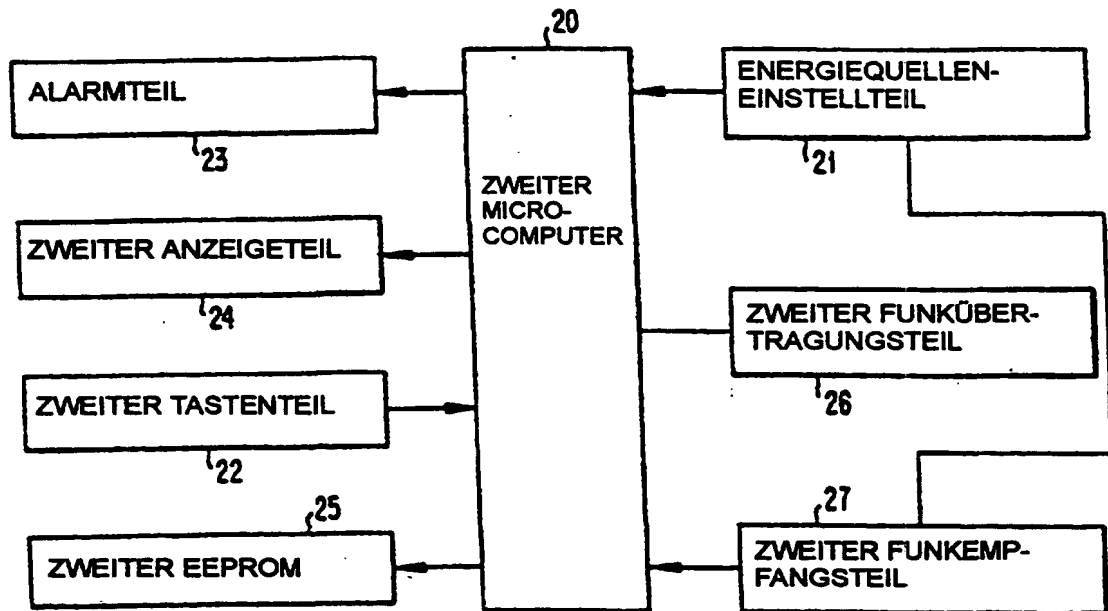 20
ALARMTEIL
23
ZWEITER ANZEIGETEIL
24
ZWEITER TASTENTEIL
22
25
ZWEITER EEPROM
ZWEITER
MICRO-
COMPUTER
ENERGIEQUELLEN-
EINSTELLTEIL
21
ZWEITER FUNKÜBER-
TRAGUNGSTEIL
26
27
ZWEITER FUNKEMP-
FANGSTEIL